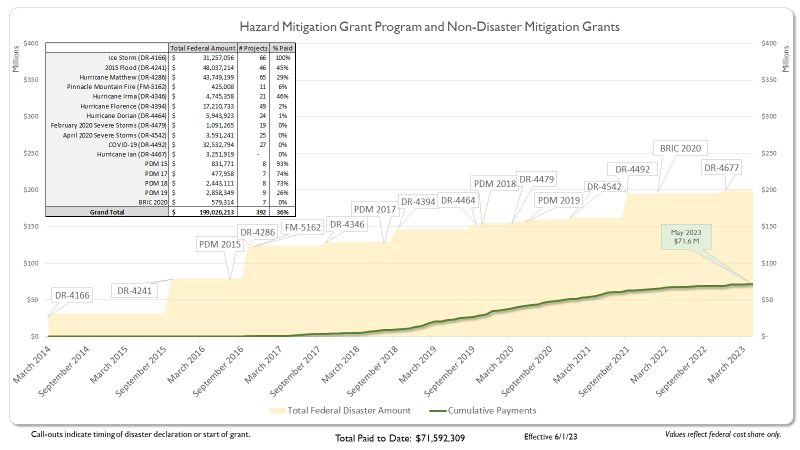 Hazard Mitigation Grant Program and Non-Disaster Mitigation Grants
Millions
Millions
$400
$350
$300
$250
$200
$150
$100
$50
$0
$400
$350
$300
$250
$200
$150
$100
$50
$-
Total Federal Amount # Projects % Paid
Ice Storm (DR-4166) $ 31,257,056 66 100%
2015 Flood (DR-4241) $ 48,037,214 46 45%
Hurricane Matthew (DR-4286) $ 43,749,199 65 29%
Pinnacle Mountain Fire (FM-5162) $ 425,008 11 6%
Hurricane Irma (DR-4346) $ 4,745,358 21 46%
Hurricane Florence (DR-4394) $ 17,210,733 49 2%
Hurricane Dorian (DR-4464) $ 5,943,923 24 1%
February 2020 Severe Storms (DR-4479) $ 1,091,265 19 0%
April 2020 Severe Storms (DR-4542) $ 3,591,241 25 0%
COVID-19 (DR-4492) $ 32,532,794 27 0%
Hurricane Ian (DR-4467) $ 3,251,919 - 0%
PDM 15 $ 831,771 8 93%
PDM 17 $ 477,958 7 74%
PDM 18 $ 2,443,111 8 73%
PDM 19 $ 2,858,349 9 26%
BRIC 2020 $ 579,314 7 0%
Grand Total $ 199,026,213 392 36%
DR-4166
DR-4241
PDM 2015
DR-4286
FM-5162
DR-4346
PDM 2017
DR-4394
DR-4464
PDM 2018
DR-4479
PDM 2019
DR-4542
DR-4492
BRIC 2020
DR-4677
May 2023
$71.6 M
March 2014
September 2014
March 2015
September 2015
March 2016
September 2016
March 2017
September 2017
March 2018
September 2018
March 2019
September 2019
March 2020
September 2020
March 2021
September 2021
March 2022
September 2022
March 2023
Total Federal Disaster Amount
Cumulative Payments
Call-outs indicate timing of disaster declaration or start of grant.
Total Paid to Date: $71,592,309
Effective 6/1/23
Values reflect federal cost share only.